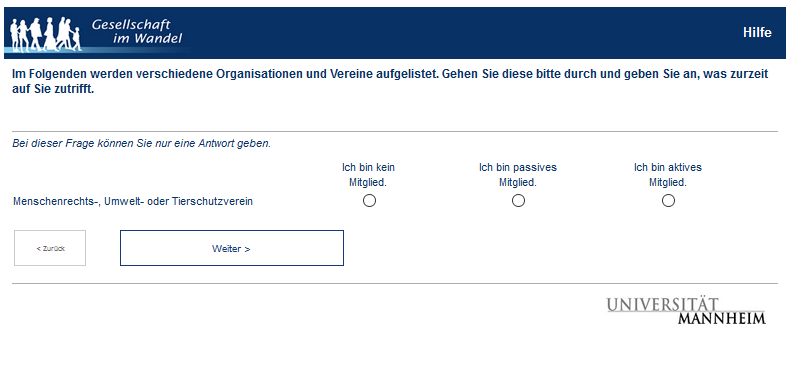 Gesellschaft
im Wandel
Hilfe
Im Folgenden werden verschiedene Organisationen und Vereine aufgelistet. Gehen Sie diese bitte durch und geben Sie an, was zurzeit
auf Sie zutrifft.
Bei dieser Frage können Sie nur eine Antwort geben.
Ich bin kein
Mitglied.
Ich bin passives
Mitglied.
Ich bin aktives
Mitglied.
Menschenrechts-, Umwelt- oder Tierschutzverein
< Zurück
Weiter >
UNIVERSITÄT
MANNHEIM